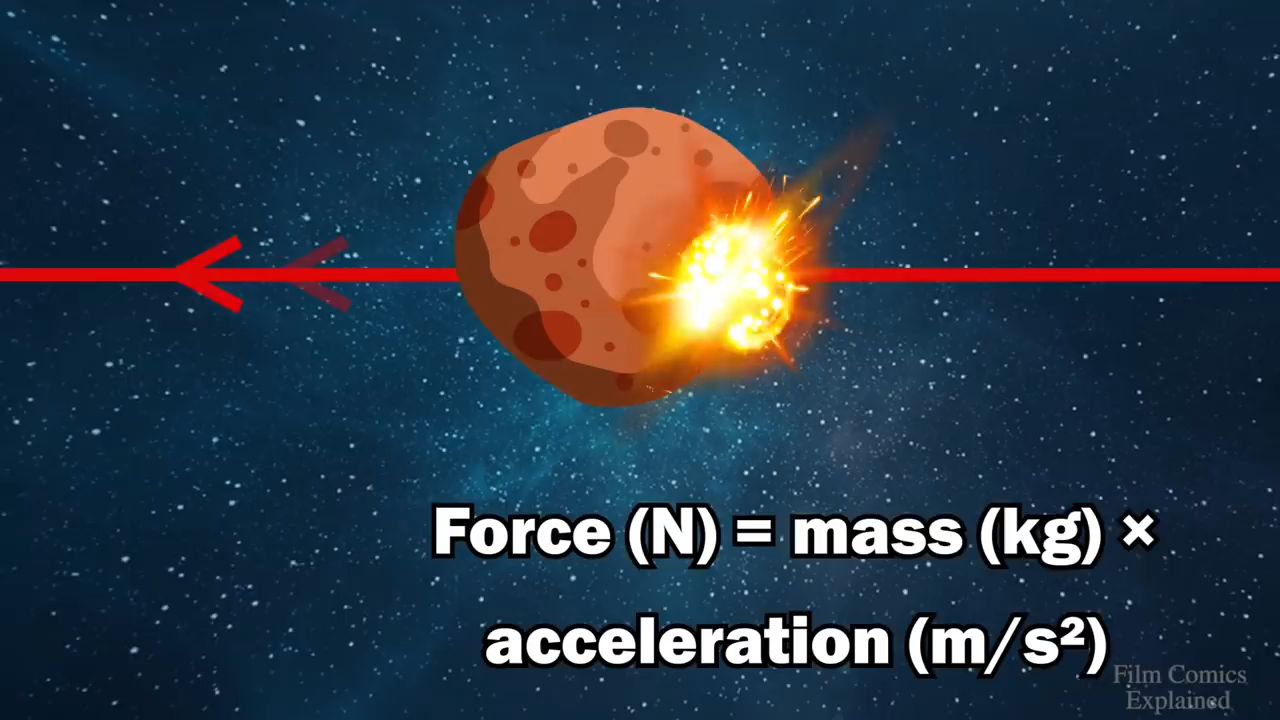 Force (N) = mass (kg) ×
acceleration (m/s²)
Film Comics
Explained